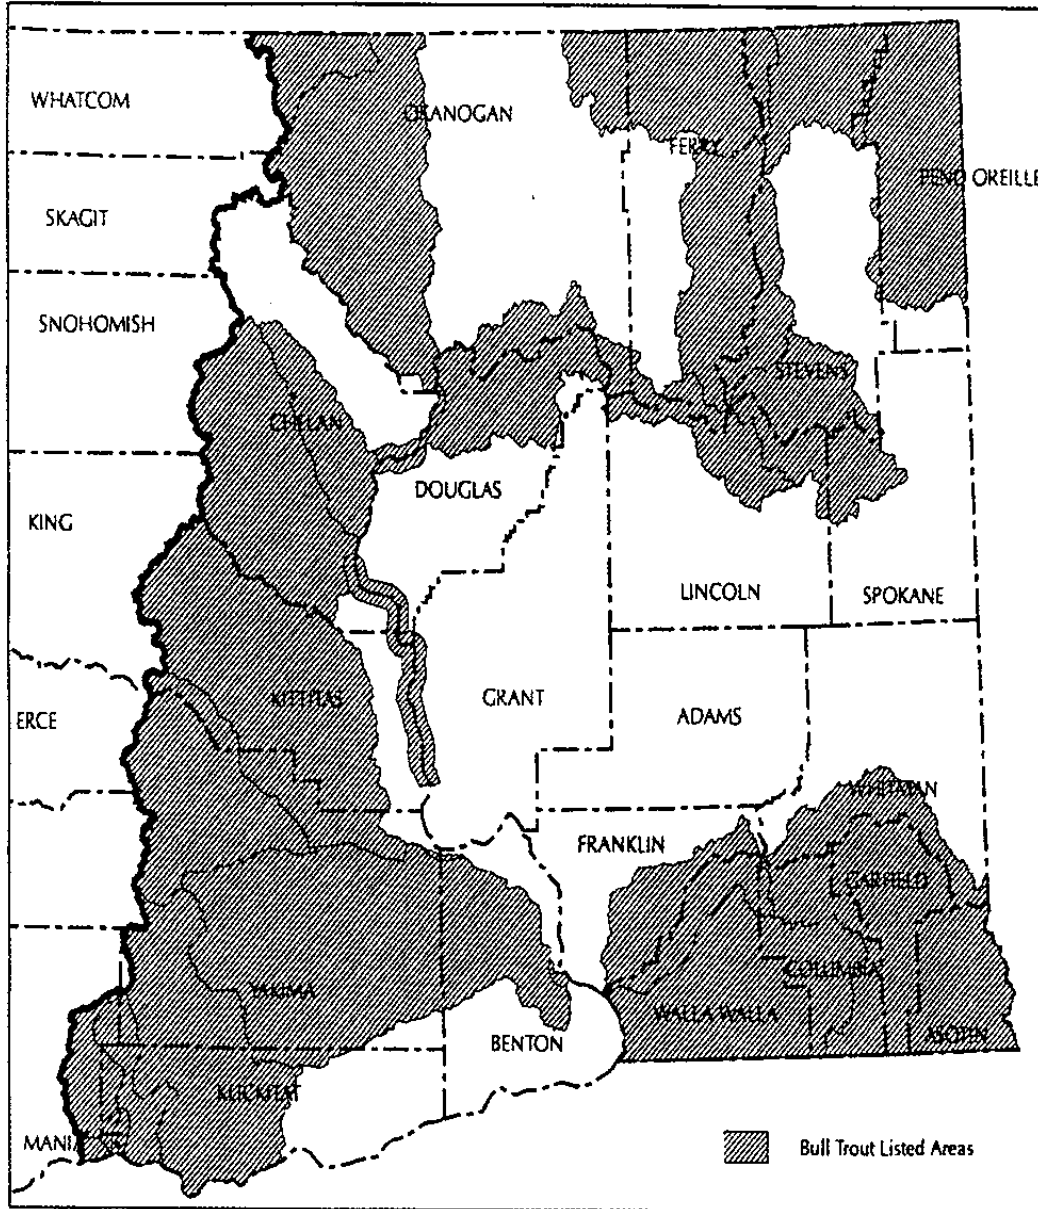 WHATCOM
OKANOGAN
FERRY
PEND OREILLE
SKAGIT
SNOHOMISH
STEVENS
CHELAN
DOUGLAS
KING
LINCOLN
SPOKANE
KITTITAS
GRANT
ADAMS
ERCE
WHITMAN
FRANKLIN
GARFIELD
COLUMBIA
YAKIMA
WALLA WALLA
ASOTIN
BENTON
KLICKITAT
MANIA
Bull Trout Listed Areas